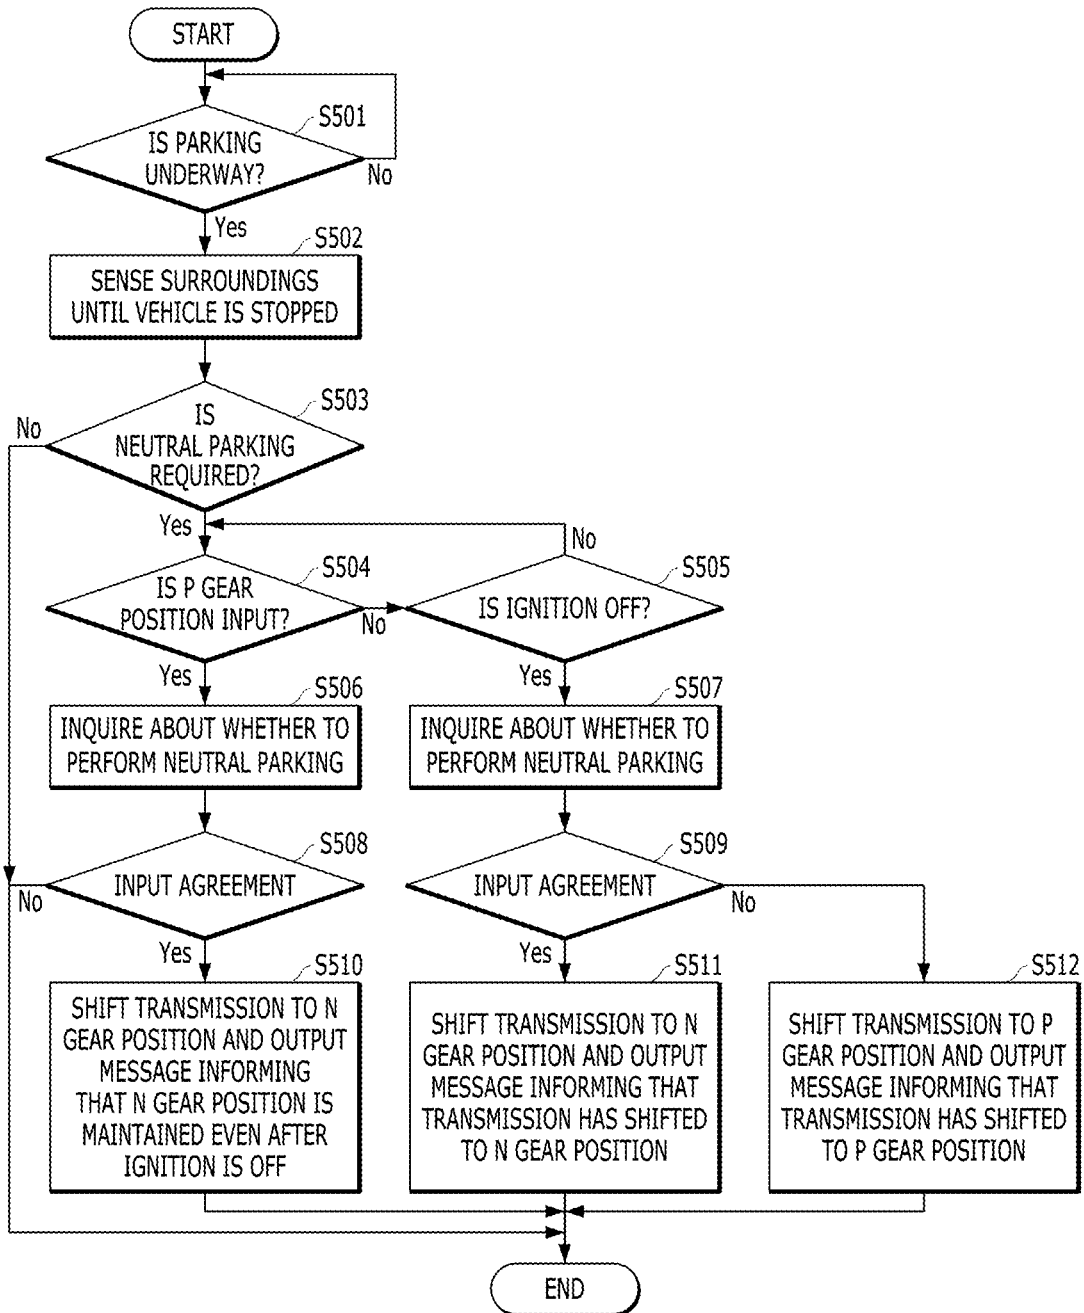 START
S501
IS PARKING
UNDERWAY?
No
Yes
S502
SENSE SURROUNDINGS
UNTIL VEHICLE IS STOPPED
S503
No
IS
NEUTRAL PARKING
REQUIRED?
Yes
No
S504
IS P GEAR
POSITION INPUT?
No
S505
IS IGNITION OFF?
Yes
Yes
S506
INQUIRE ABOUT WHETHER TO
PERFORM NEUTRAL PARKING
S507
INQUIRE ABOUT WHETHER TO
PERFORM NEUTRAL PARKING
S508
INPUT AGREEMENT
No
Yes
S509
INPUT AGREEMENT
No
Yes
S510
SHIFT TRANSMISSION TO N
GEAR POSITION AND OUTPUT
MESSAGE INFORMING
THAT N GEAR POSITION IS
MAINTAINED EVEN AFTER
IGNITION IS OFF
S511
SHIFT TRANSMISSION TO N
GEAR POSITION AND OUTPUT
MESSAGE INFORMING THAT
TRANSMISSION HAS SHIFTED
TO N GEAR POSITION
S512
SHIFT TRANSMISSION TO P
GEAR POSITION AND OUTPUT
MESSAGE INFORMING THAT
TRANSMISSION HAS SHIFTED
TO P GEAR POSITION
END